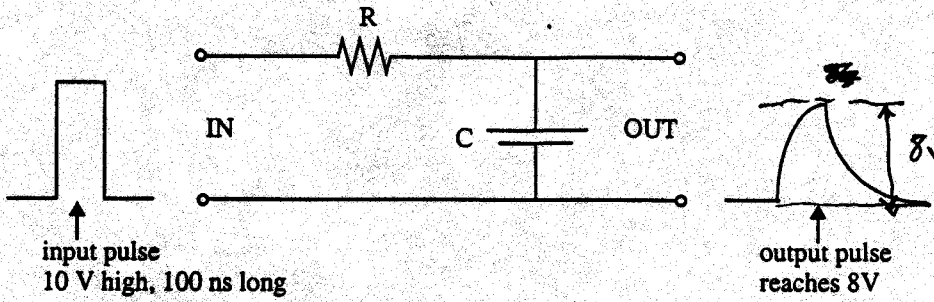 R
IN
C
OUT
8v
input pulse
10 V high, 100 ns long
output pulse
reaches 8V